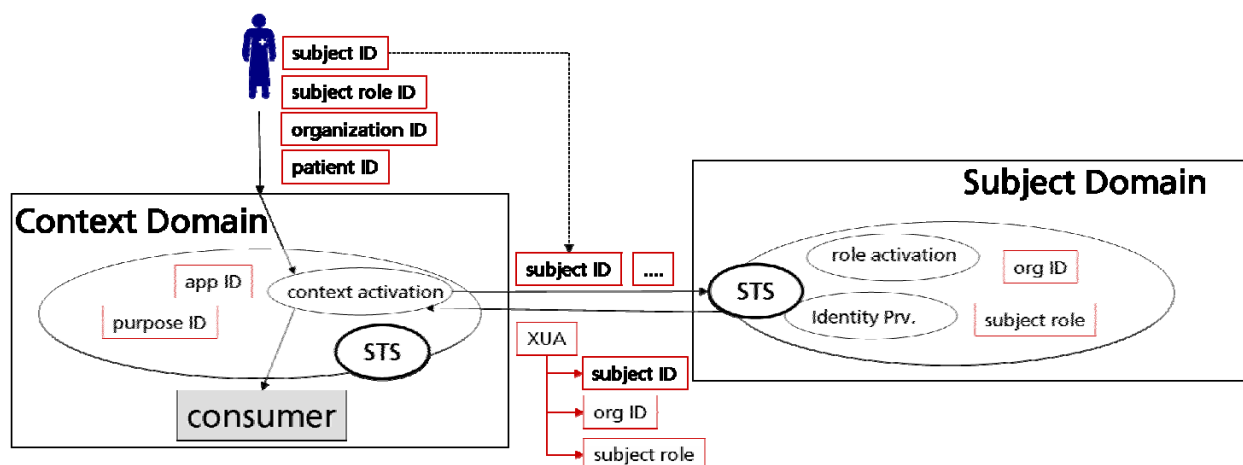 subject ID
subject role ID
organization ID
patient ID
Context Domain
Subject Domain
app ID
context activation
purpose ID
STS
consumer
subject ID
....
XUA
subject ID
org ID
subject role
STS
role activation
org ID
Identity Prv.
subject role